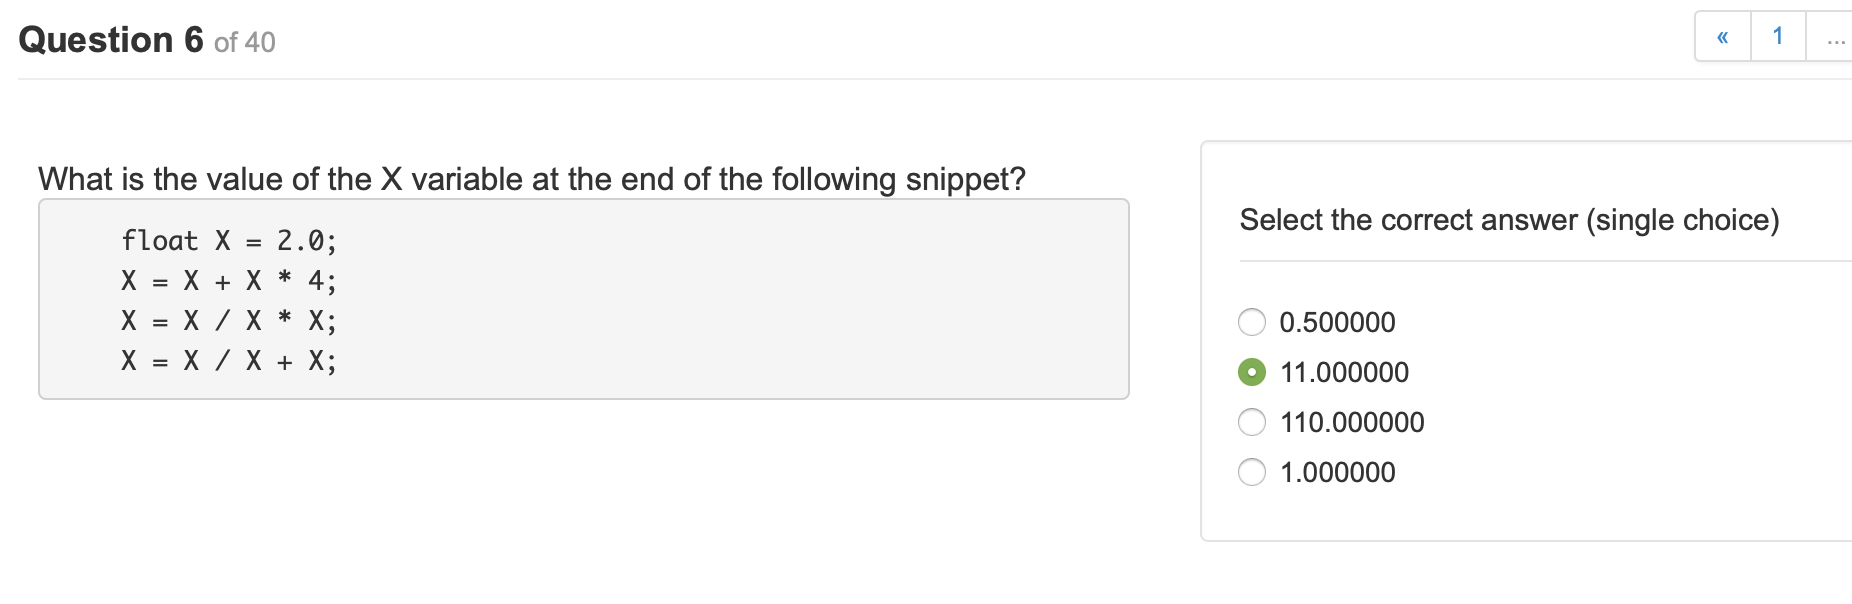 Question 6 of 40
« 1 ...
What is the value of the X variable at the end of the following snippet?
float X = 2.0;
X = X + X * 4;
X = X / X * X;
X = X / X + X;
Select the correct answer (single choice)
0.500000
11.000000
110.000000
1.000000